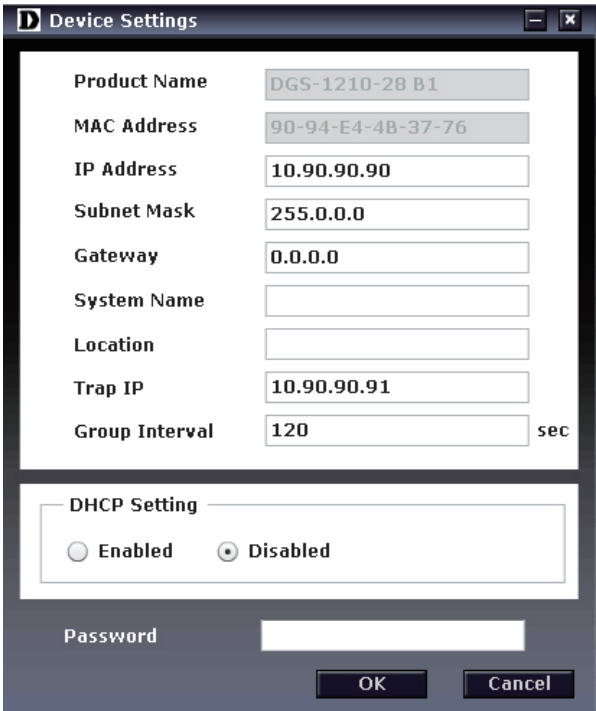 D Device Settings
Product Name DGS-1210-28 B1
MAC Address 90-94-E4-4B-37-76
IP Address 10.90.90.90
Subnet Mask 255.0.0.0
Gateway 0.0.0.0
System Name
Location
Trap IP 10.90.90.91
Group Interval 120 sec
DHCP Setting
Enabled Disabled
Password
OK Cancel